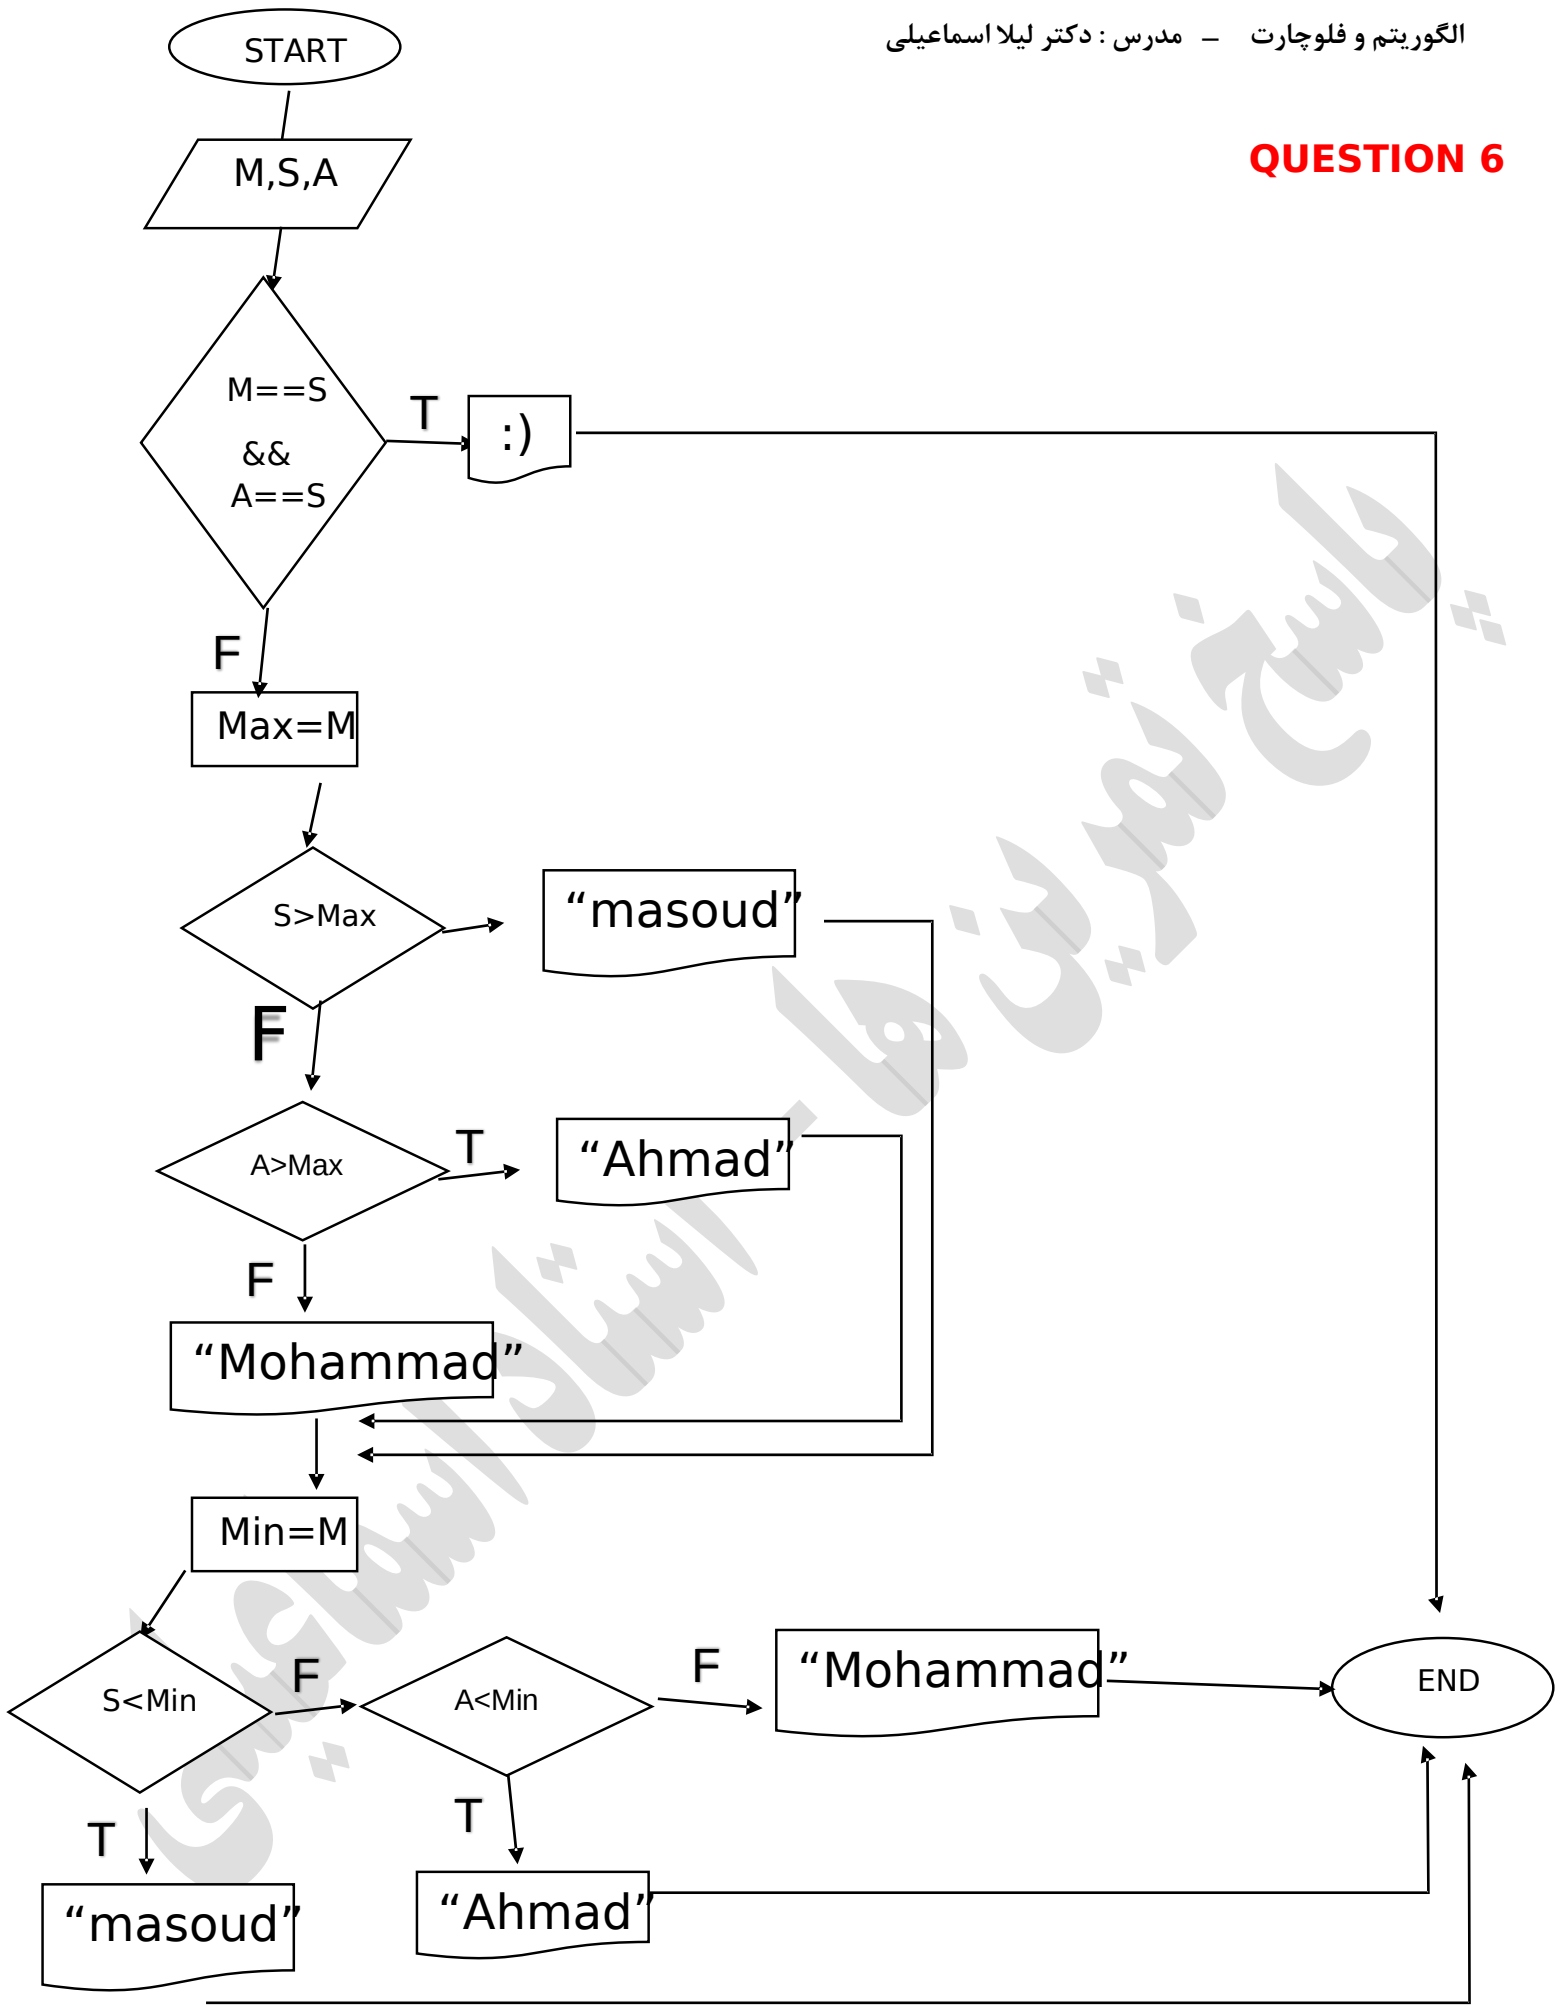 الگوریتم و فلوچارت – مدرس : دکتر لیلا اسماعیلی
START
QUESTION 6
M,S,A
M==S
&&
A==S
T
:)
F
Max=M
S>Max
“masoud”
F
A>Max
T
“Ahmad”
F
“Mohammad”
Min=M
S<Min
F
A<Min
F
“Mohammad”
END
T
T
“masoud”
“Ahmad”
پاسخ تمرین ها - استاد اسماعیلی